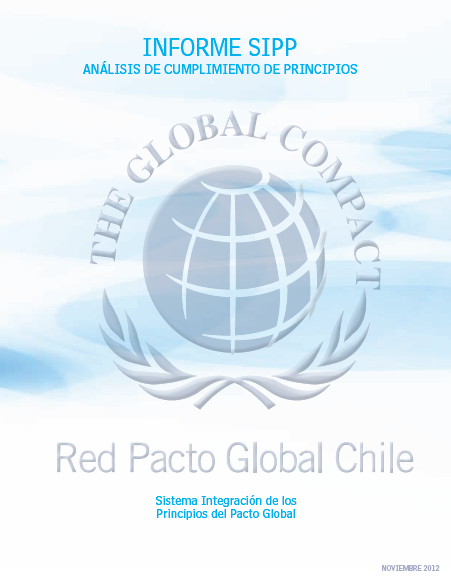 INFORME SIPP
ANÁLISIS DE CUMPLIMIENTO DE PRINCIPIOS
THE GLOBAL COMPACT
Red Pacto Global Chile
Sistema Integración de los
Principios del Pacto Global
NOVIEMBRE 2012